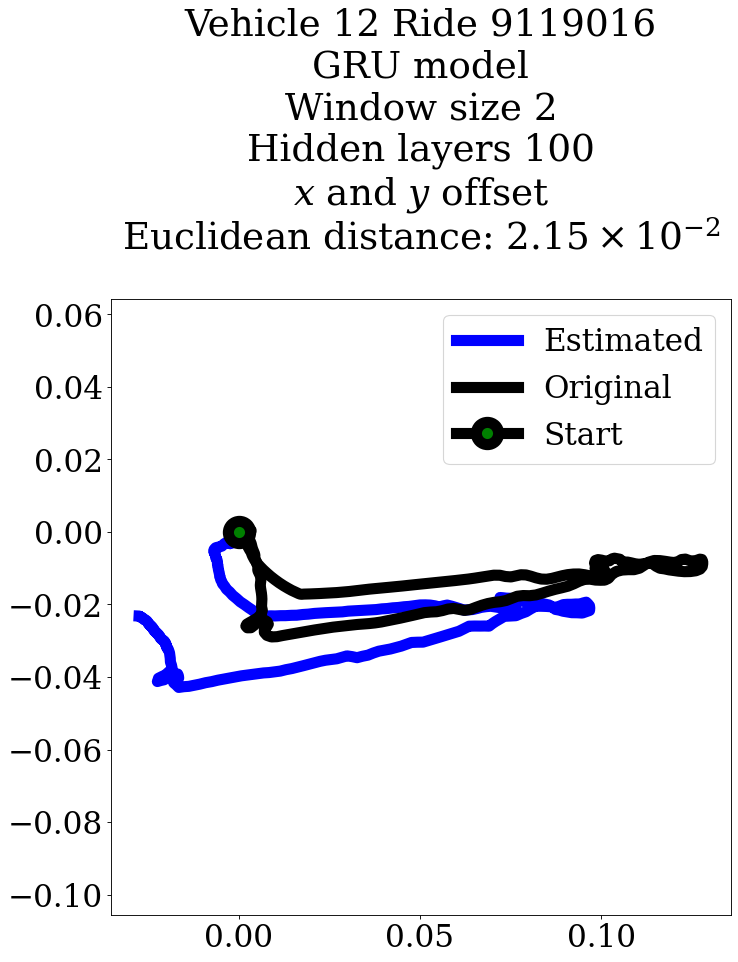 Vehicle 12 Ride 9119016
GRU model
Window size 2
Hidden layers 100
x and y offset
Euclidean distance: 2.15 × 10⁻²
Estimated
Original
Start
0.06
0.04
0.02
0.00
−0.02
−0.04
−0.06
−0.08
−0.10
0.00 0.05 0.10